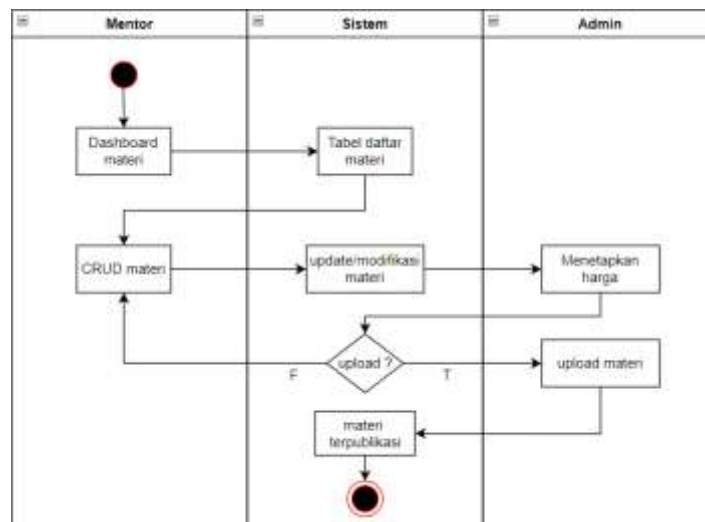 Mentor
Sistem
Admin
Dashboard
materi
Tabel daftar
materi
CRUD materi
update/modifikasi
materi
Menetapkan
harga
F
upload ?
T
upload materi
materi
terpublikasi